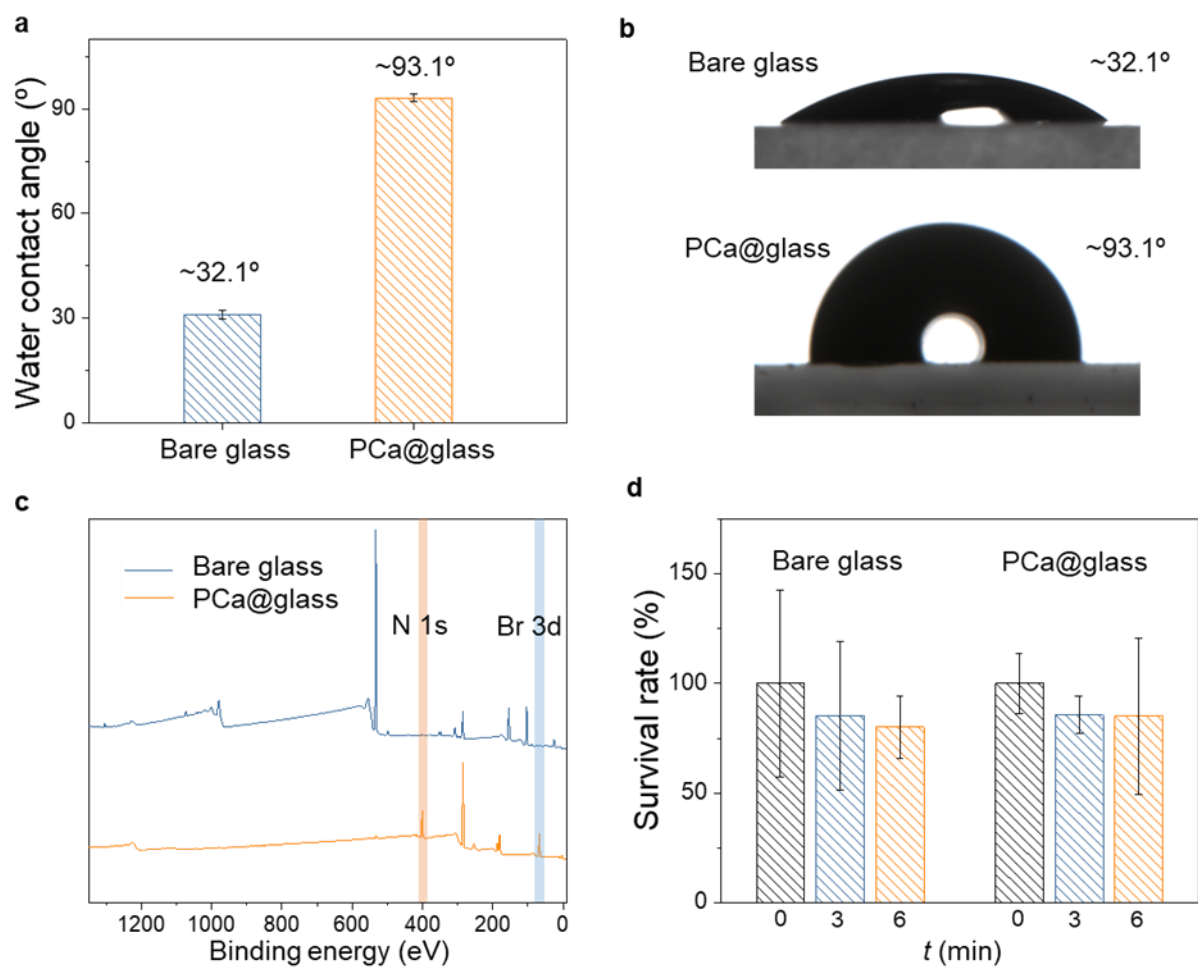 a
Water contact angle (º)
90
60
30
0
~32.1º
~93.1º
Bare glass
PCa@glass
b
Bare glass
~32.1º
PCa@glass
~93.1º
c
Bare glass
PCa@glass
N 1s
Br 3d
1200 1000 800 600 400 200 0
Binding energy (eV)
d
Survival rate (%)
150
100
50
0
Bare glass
PCa@glass
0 3 6 0 3 6
t (min)